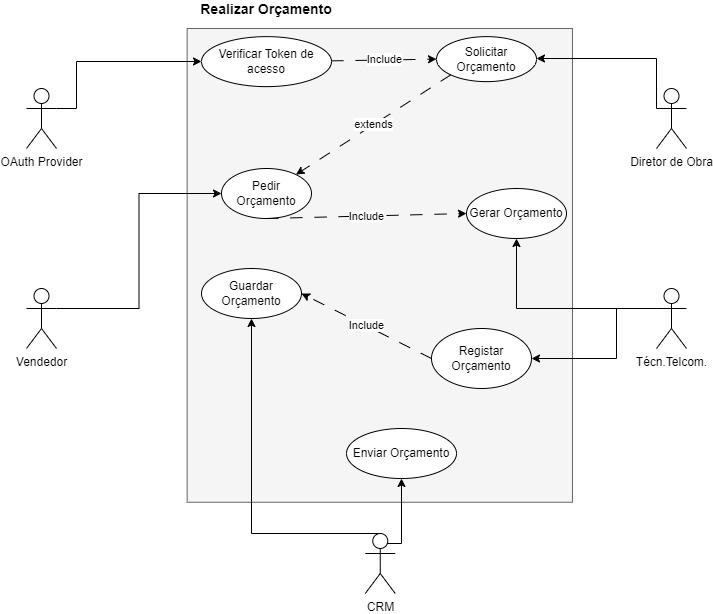 Realizar Orçamento
Verificar Token de
acesso
Include
Solicitar
Orçamento
OAuth Provider
extends
Diretor de Obra
Pedir
Orçamento
Include
Gerar Orçamento
Guardar
Orçamento
Vendedor
Include
Registar
Orçamento
Técn.Telcom.
Enviar Orçamento
CRM